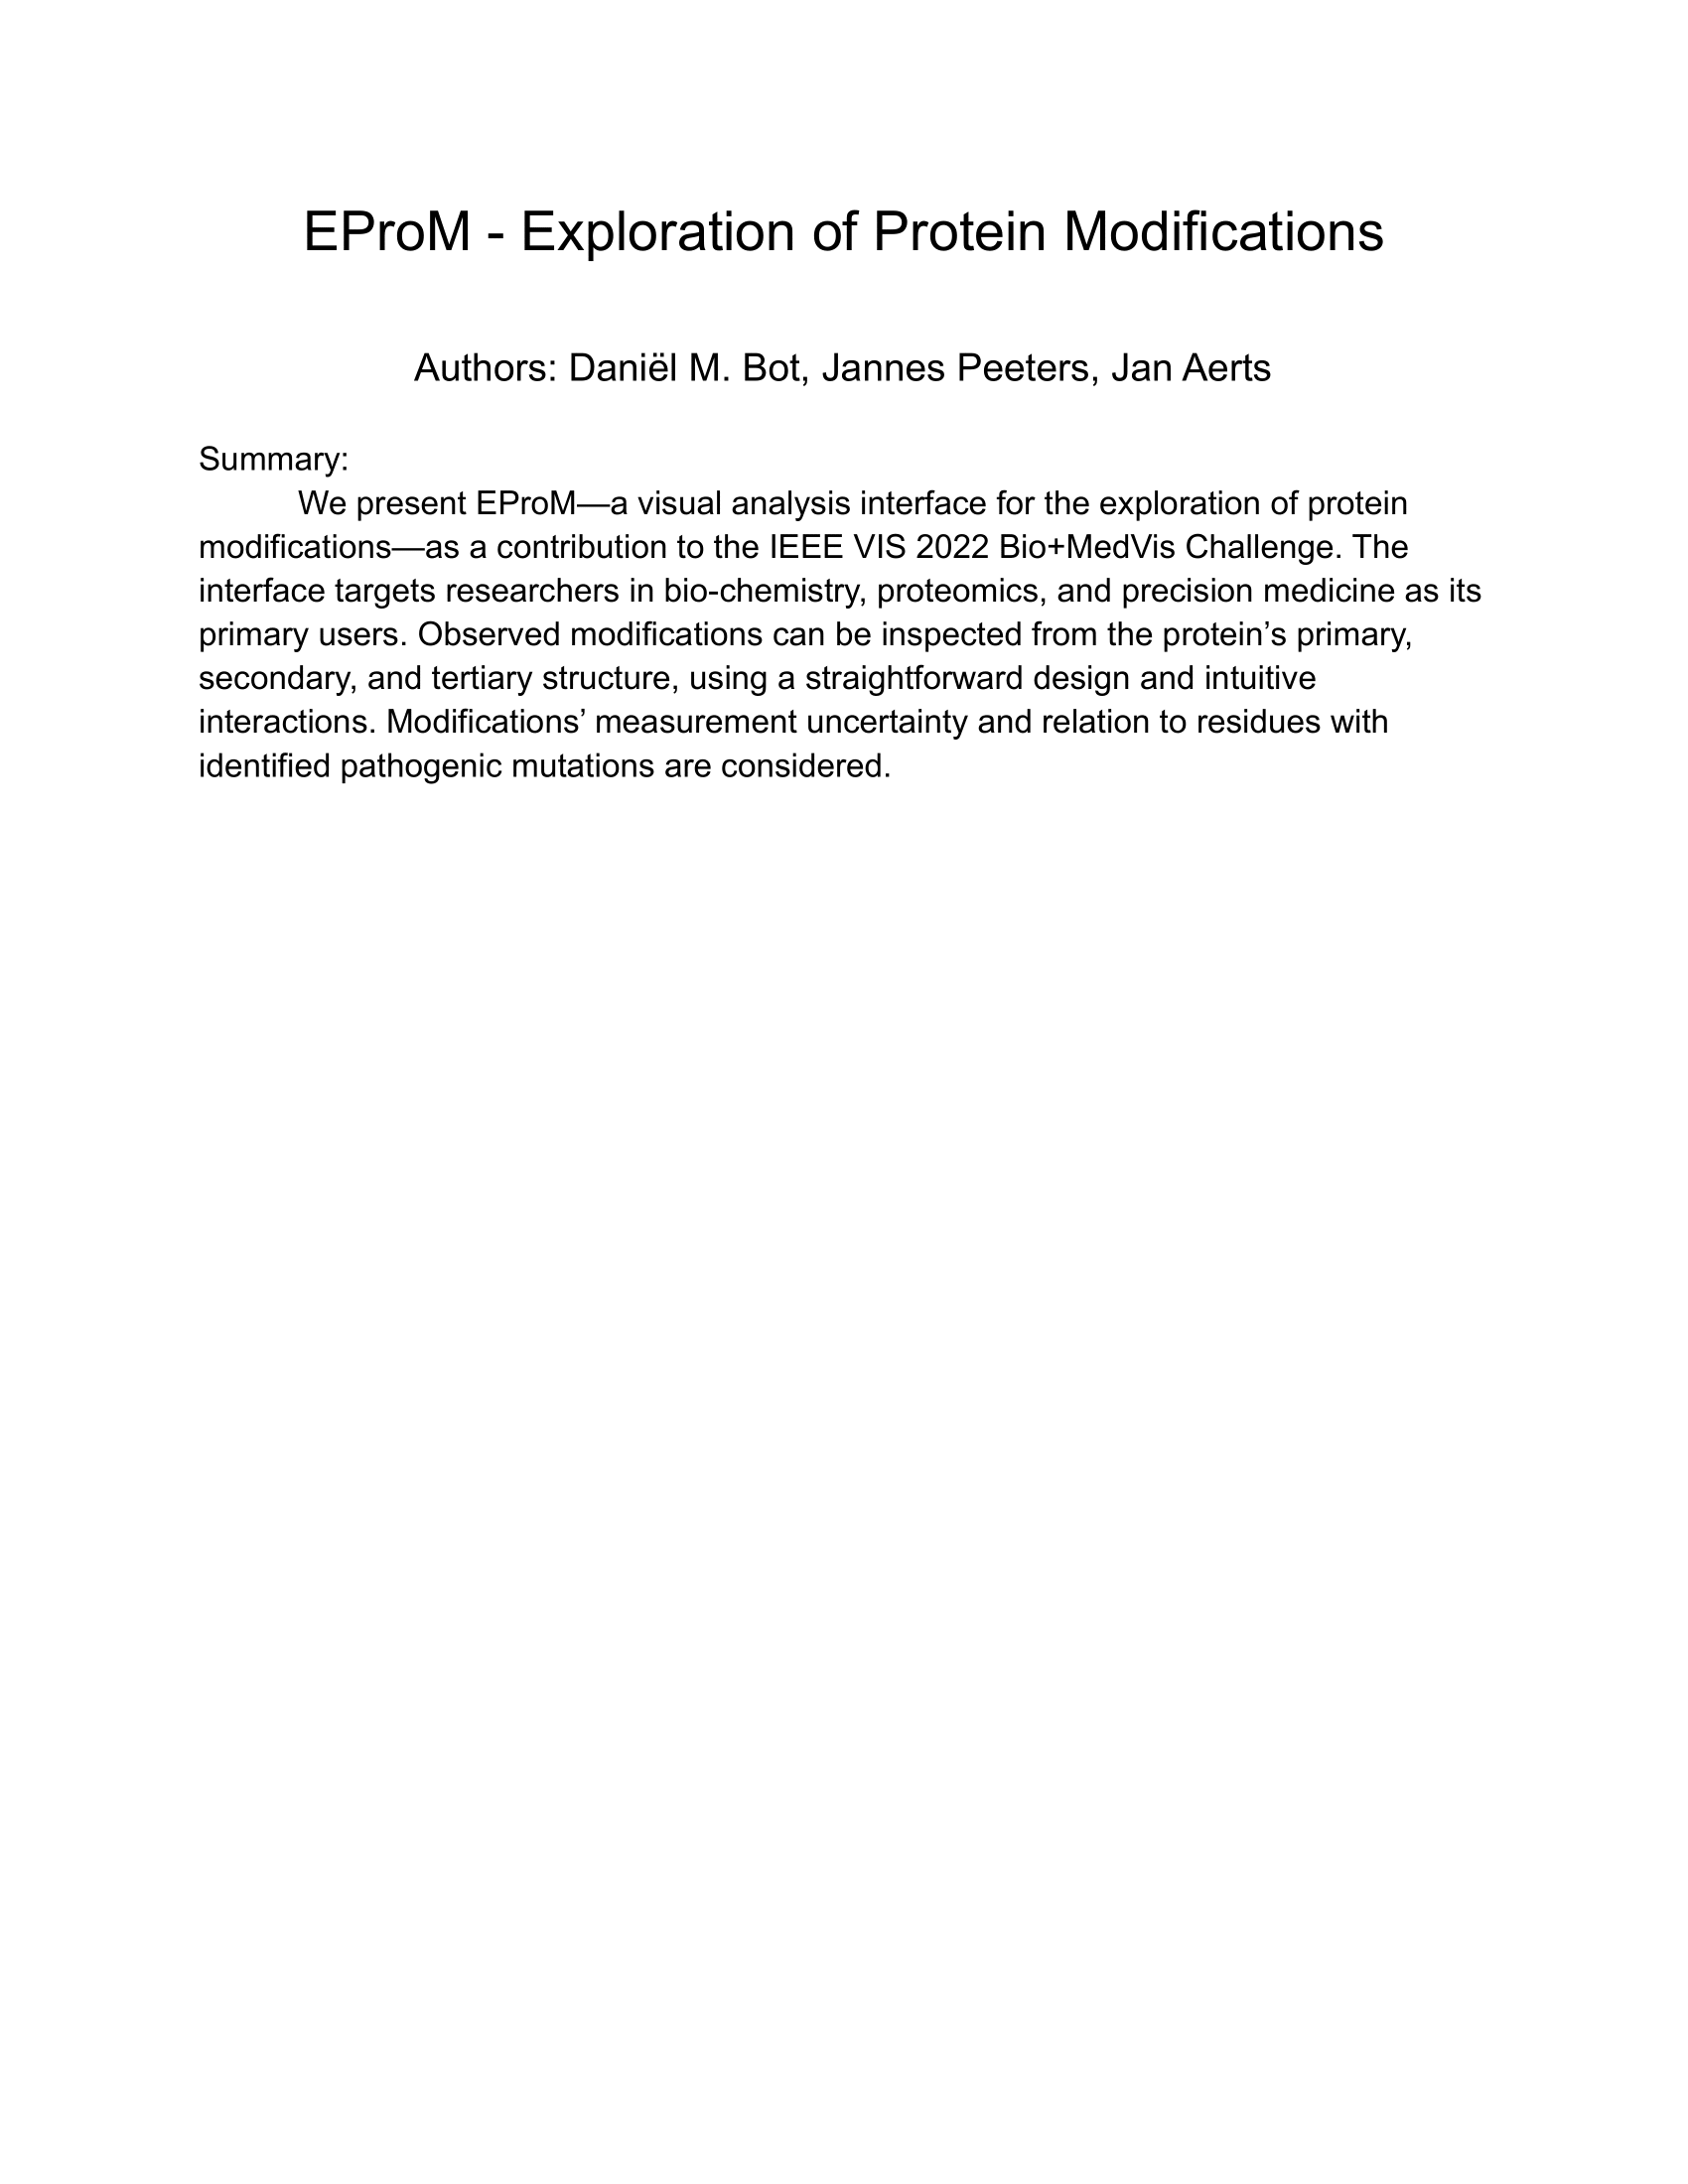 EProM - Exploration of Protein Modifications
Authors: Daniël M. Bot, Jannes Peeters, Jan Aerts
Summary:
We present EProM—a visual analysis interface for the exploration of protein
modifications—as a contribution to the IEEE VIS 2022 Bio+MedVis Challenge. The
interface targets researchers in bio-chemistry, proteomics, and precision medicine as its
primary users. Observed modifications can be inspected from the protein’s primary,
secondary, and tertiary structure, using a straightforward design and intuitive
interactions. Modifications’ measurement uncertainty and relation to residues with
identified pathogenic mutations are considered.